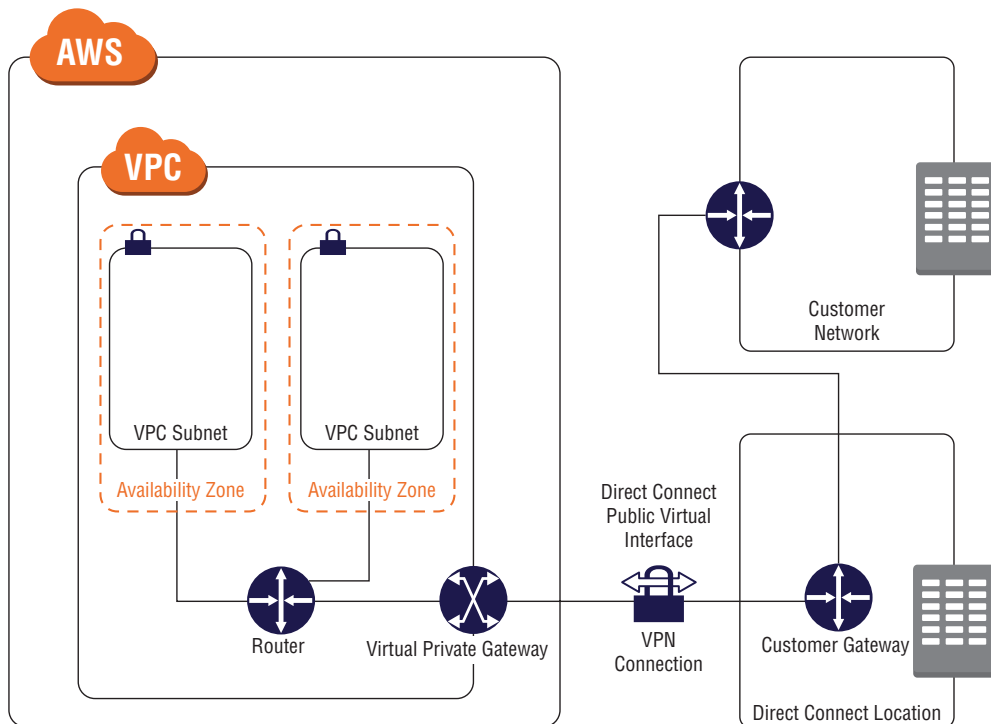 AWS
VPC
VPC Subnet
VPC Subnet
Availability Zone
Availability Zone
Router
Virtual Private Gateway
Direct Connect
Public Virtual
Interface
VPN
Connection
Customer
Network
Customer Gateway
Direct Connect Location